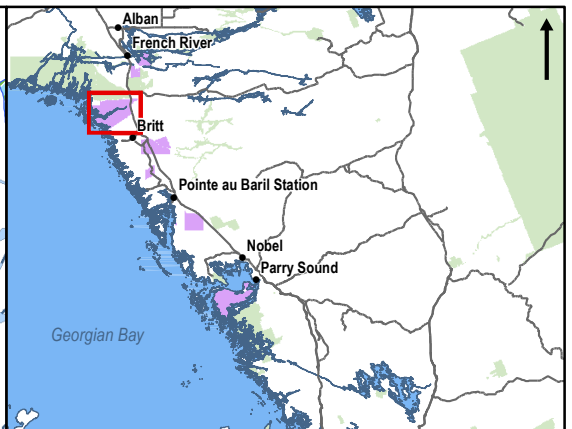 Alban
French River
Britt
Pointe au Baril Station
Nobel
Parry Sound
Georgian Bay